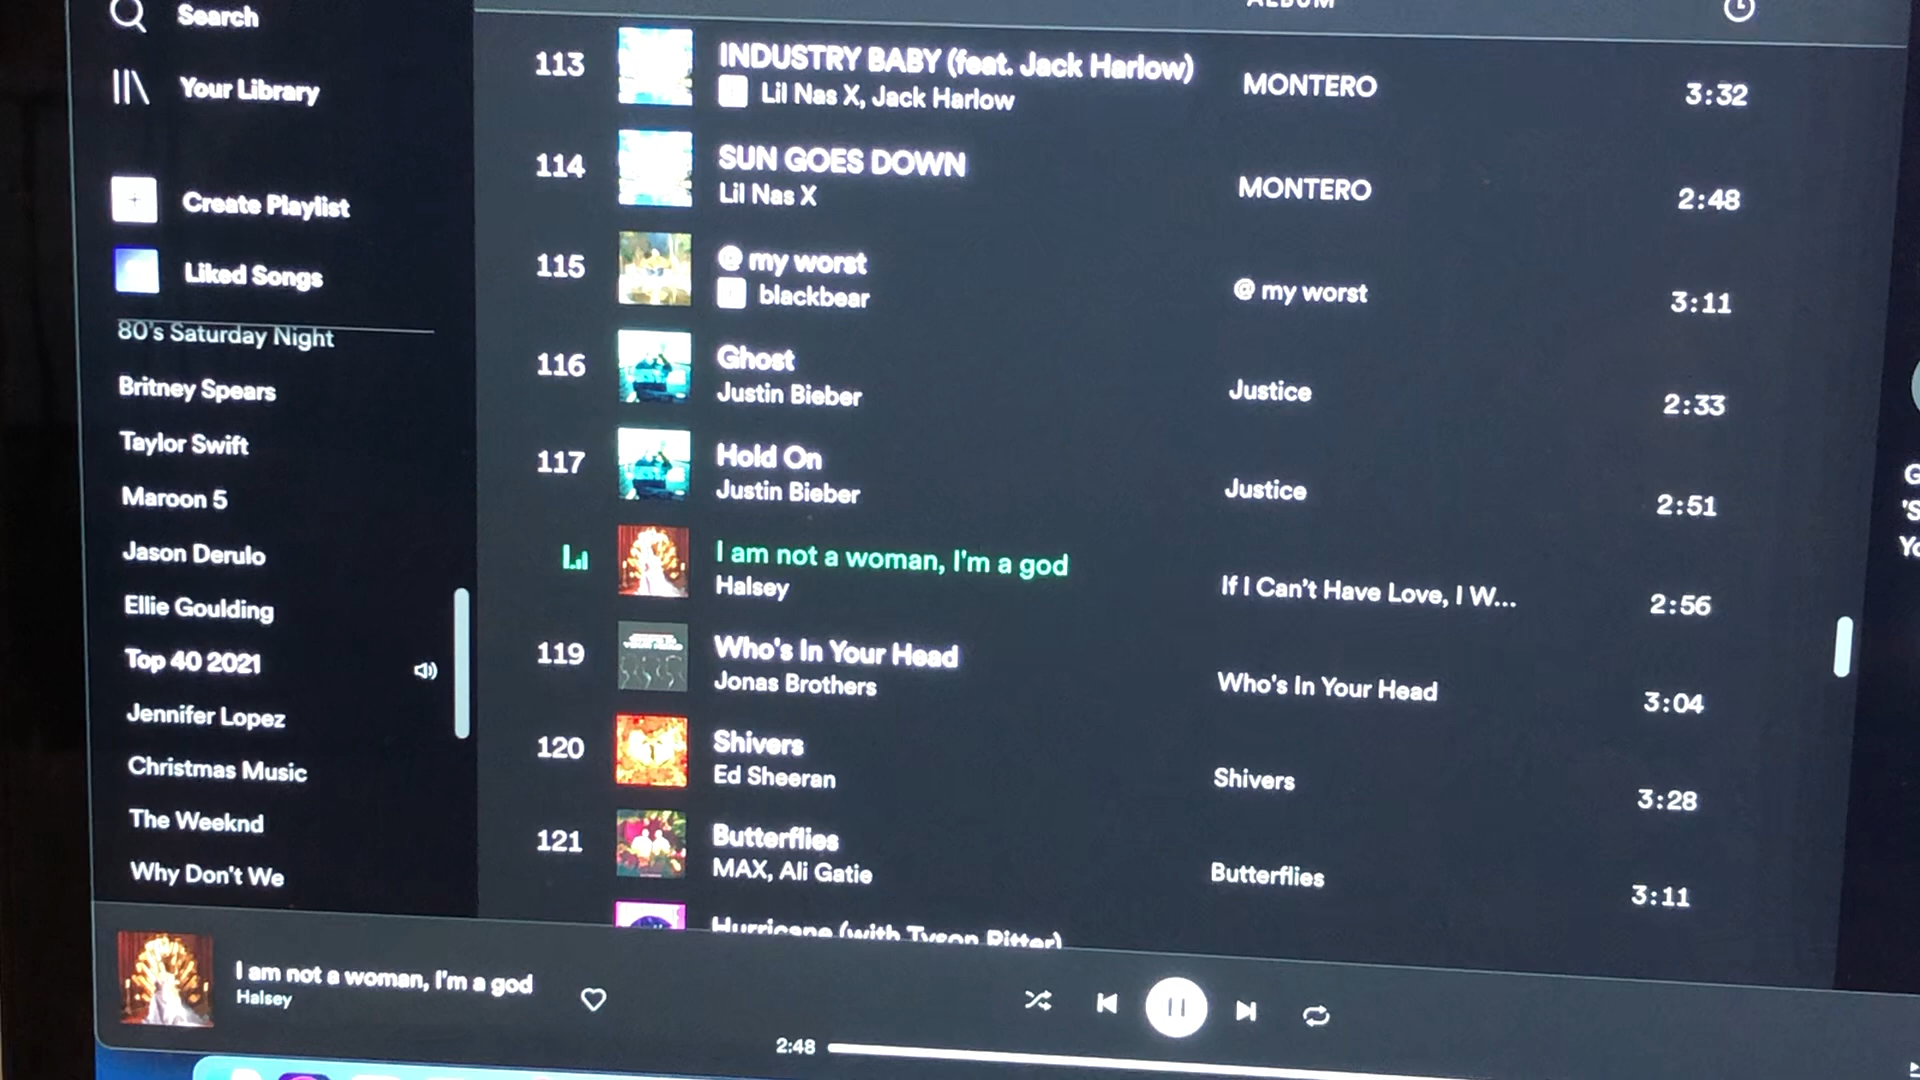 Search
Your Library
Create Playlist
Liked Songs
80's Saturday Night
Britney Spears
Taylor Swift
Maroon 5
Jason Derulo
Ellie Goulding
Top 40 2021
Jennifer Lopez
Christmas Music
The Weeknd
Why Don't We
ALBUM
113
INDUSTRY BABY (feat. Jack Harlow)
Lil Nas X, Jack Harlow
MONTERO
3:32
114
SUN GOES DOWN
Lil Nas X
MONTERO
2:48
115
@ my worst
blackbear
@ my worst
3:11
116
Ghost
Justin Bieber
Justice
2:33
117
Hold On
Justin Bieber
Justice
2:51
I am not a woman, I'm a god
Halsey
If I Can't Have Love, I W...
2:56
119
Who's In Your Head
Jonas Brothers
Who's In Your Head
3:04
120
Shivers
Ed Sheeran
Shivers
3:28
121
Butterflies
MAX, Ali Gatie
Butterflies
3:11
Hurricane (with Tyson Ritter)
I am not a woman, I'm a god
Halsey
2:48